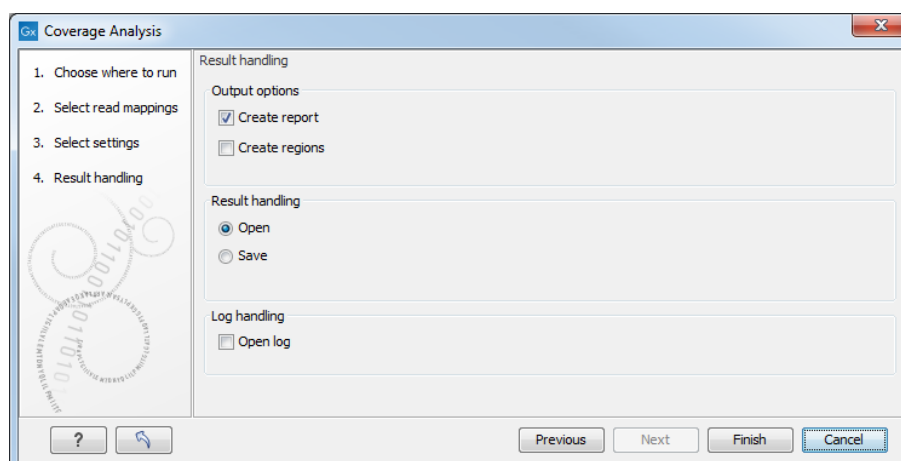 Gx Coverage Analysis
1. Choose where to run
2. Select read mappings
3. Select settings
4. Result handling
Result handling
Output options
Create report
Create regions
Result handling
Open
Save
Log handling
Open log
?
Previous
Next
Finish
Cancel